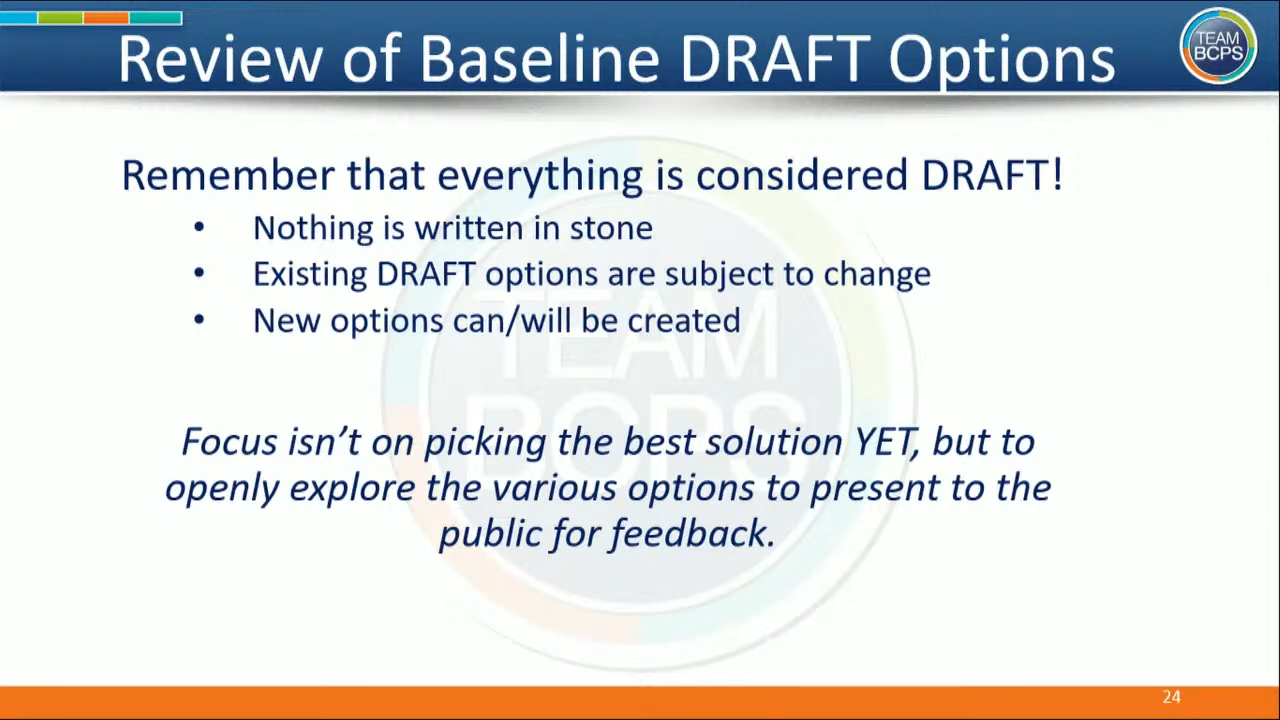 Review of Baseline DRAFT Options
TEAM
BCPS
Remember that everything is considered DRAFT!
• Nothing is written in stone
• Existing DRAFT options are subject to change
• New options can/will be created
TEAM
BCPS
Focus isn't on picking the best solution YET, but to
openly explore the various options to present to the
public for feedback.
24